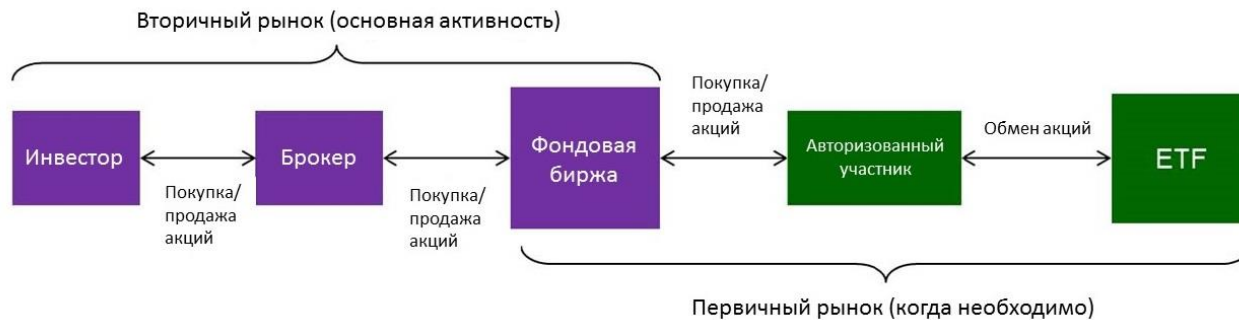 Вторичный рынок (основная активность)
Инвестор
Покупка/
продажа
акций
Брокер
Покупка/
продажа
акций
Фондовая
биржа
Покупка/
продажа
акций
Авторизованный
участник
Обмен акций
ETF
Первичный рынок (когда необходимо)